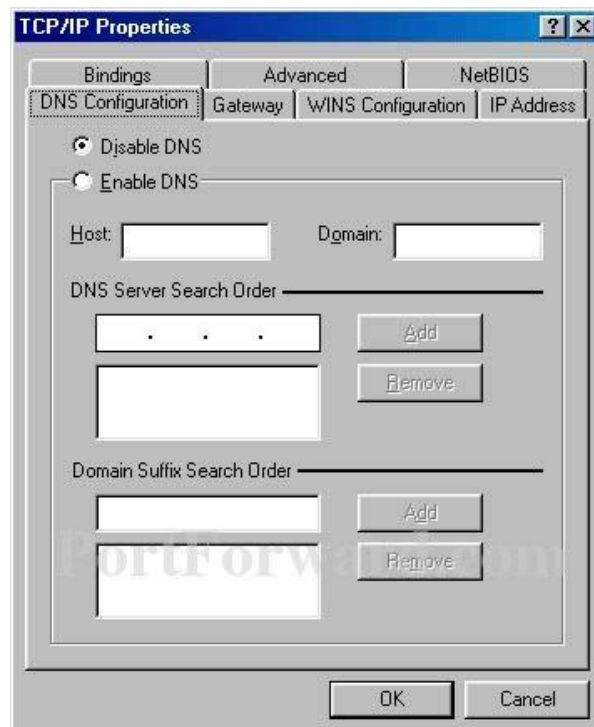 TCP/IP Properties
Bindings Advanced NetBIOS
DNS Configuration Gateway WINS Configuration IP Address
Disable DNS
Enable DNS
Host: Domain:
DNS Server Search Order
. . . Add
Remove
Domain Suffix Search Order
Add
PortForward.com
Remove
OK Cancel